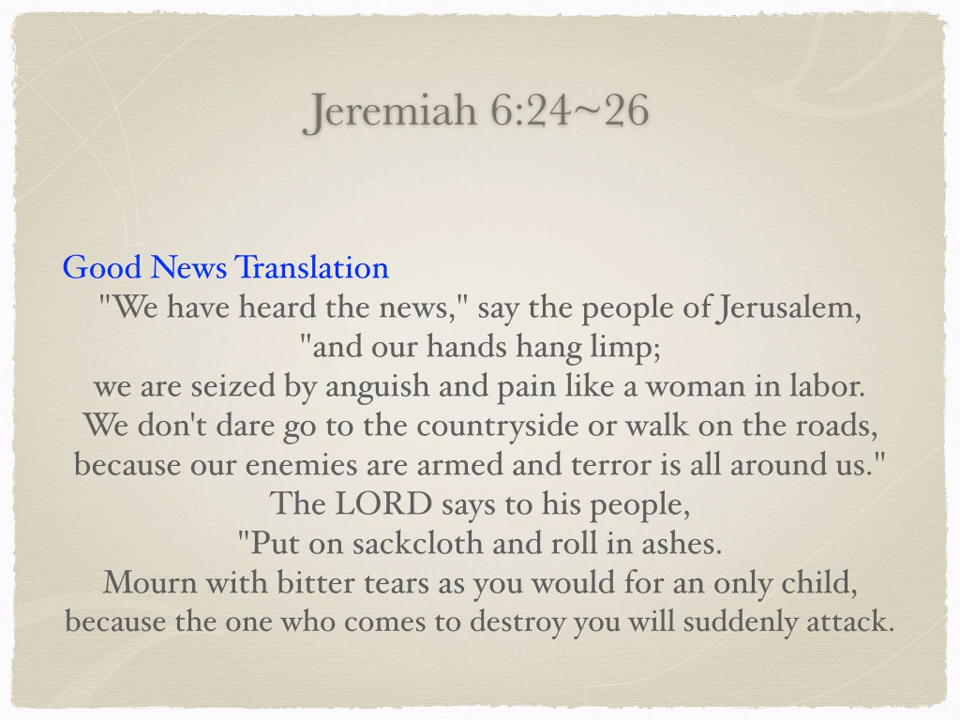 Jeremiah 6:24~26
Good News Translation
"We have heard the news," say the people of Jerusalem,
"and our hands hang limp;
we are seized by anguish and pain like a woman in labor.
We don't dare go to the countryside or walk on the roads,
because our enemies are armed and terror is all around us."
The LORD says to his people,
"Put on sackcloth and roll in ashes.
Mourn with bitter tears as you would for an only child,
because the one who comes to destroy you will suddenly attack.